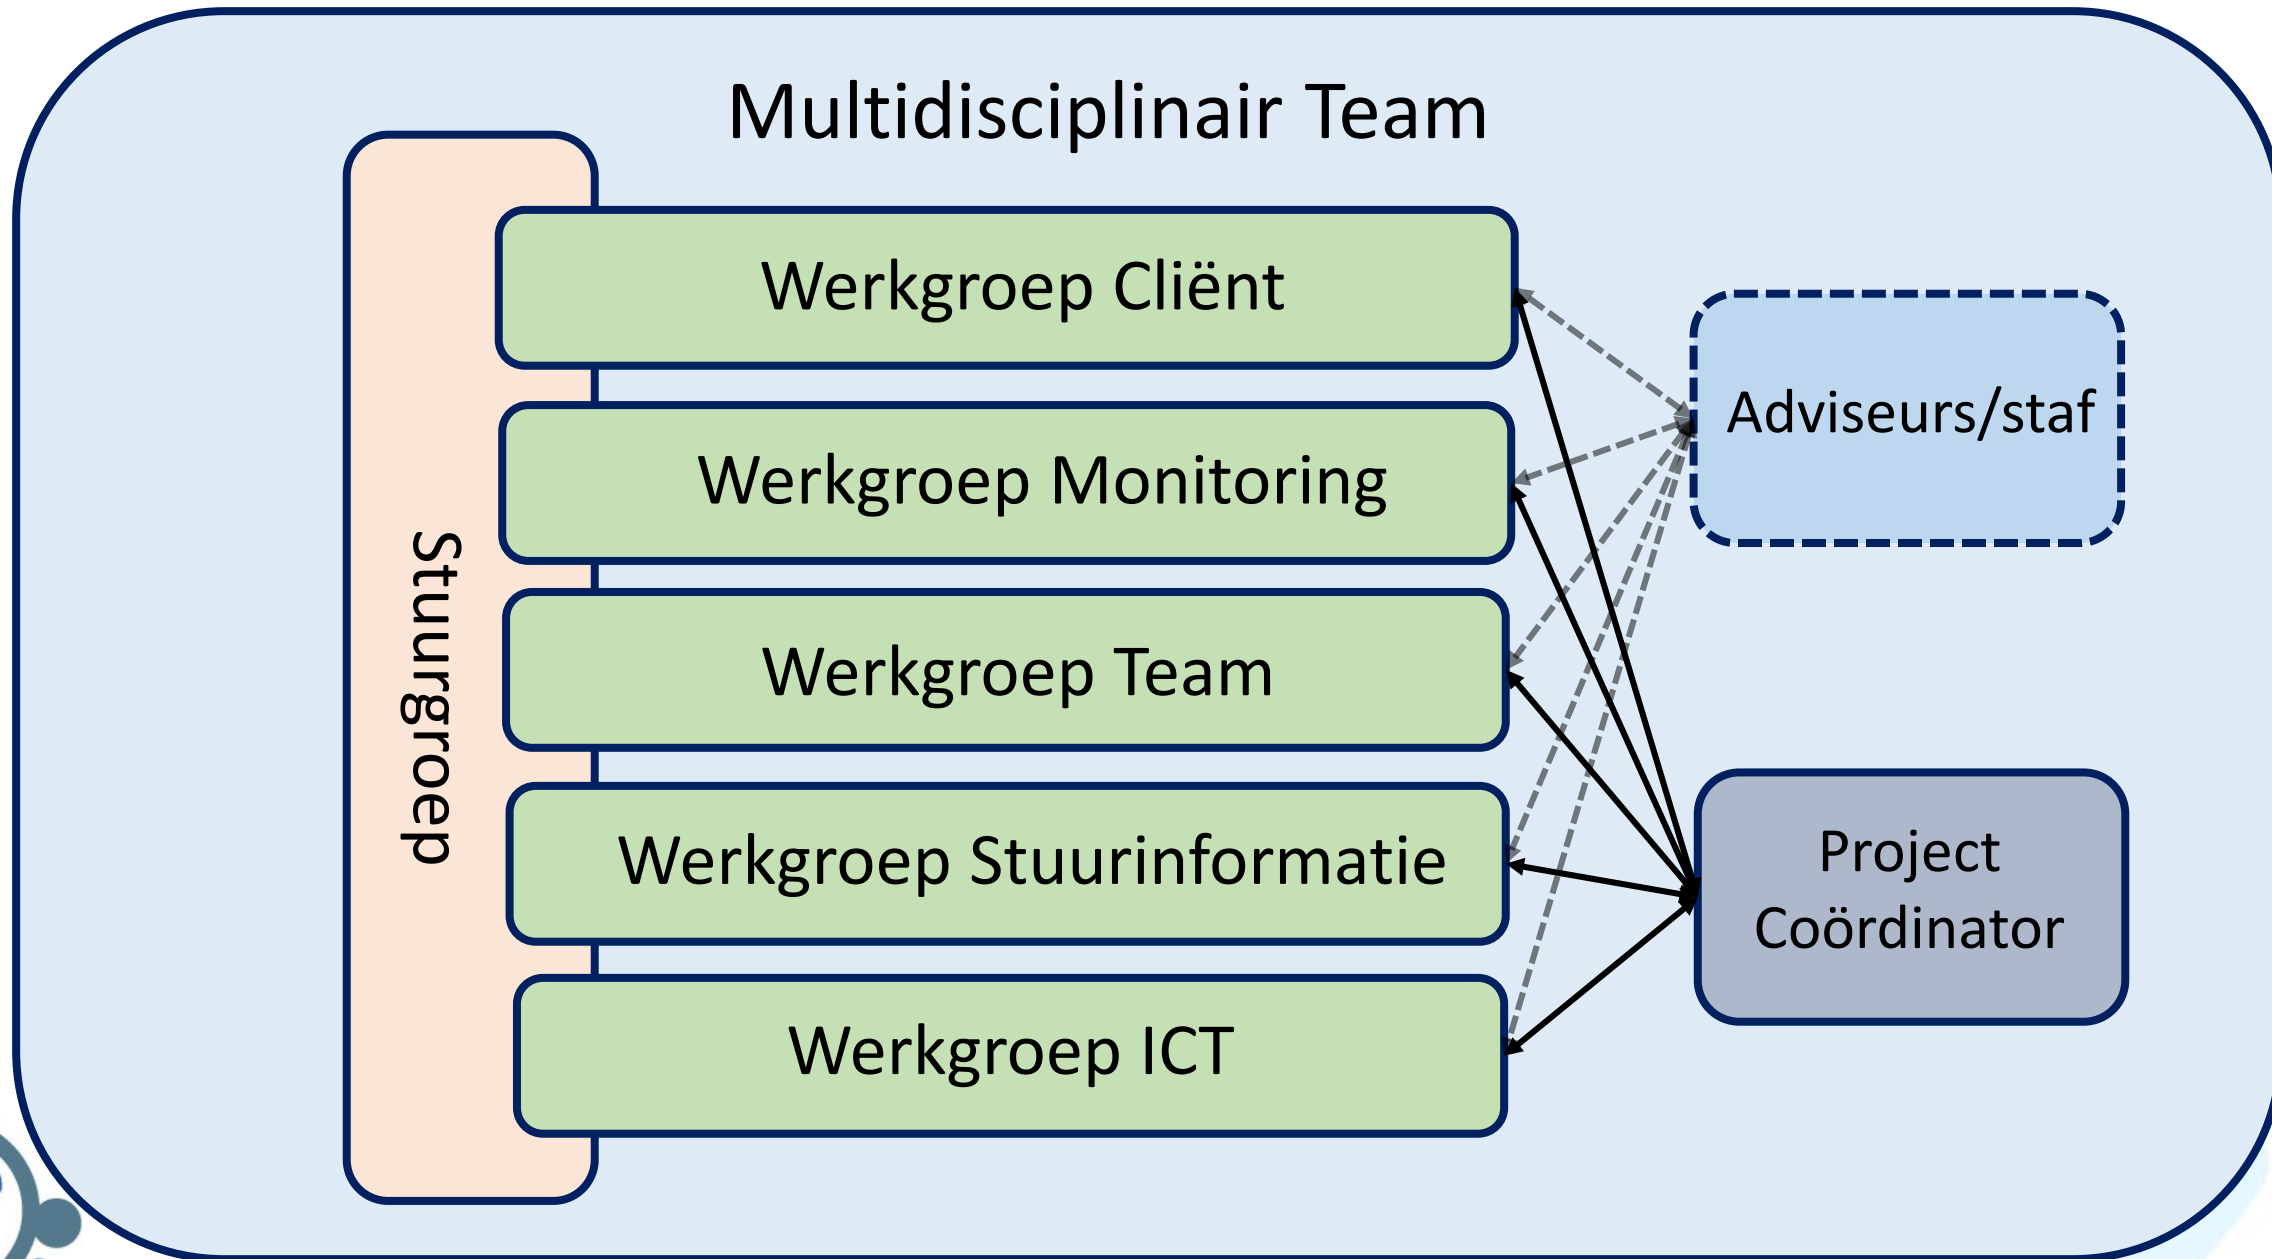 Multidisciplinair Team
Stuurgroep
Werkgroep Cliënt
Werkgroep Monitoring
Werkgroep Team
Werkgroep Stuurinformatie
Werkgroep ICT
Adviseurs/staf
Project
Coördinator